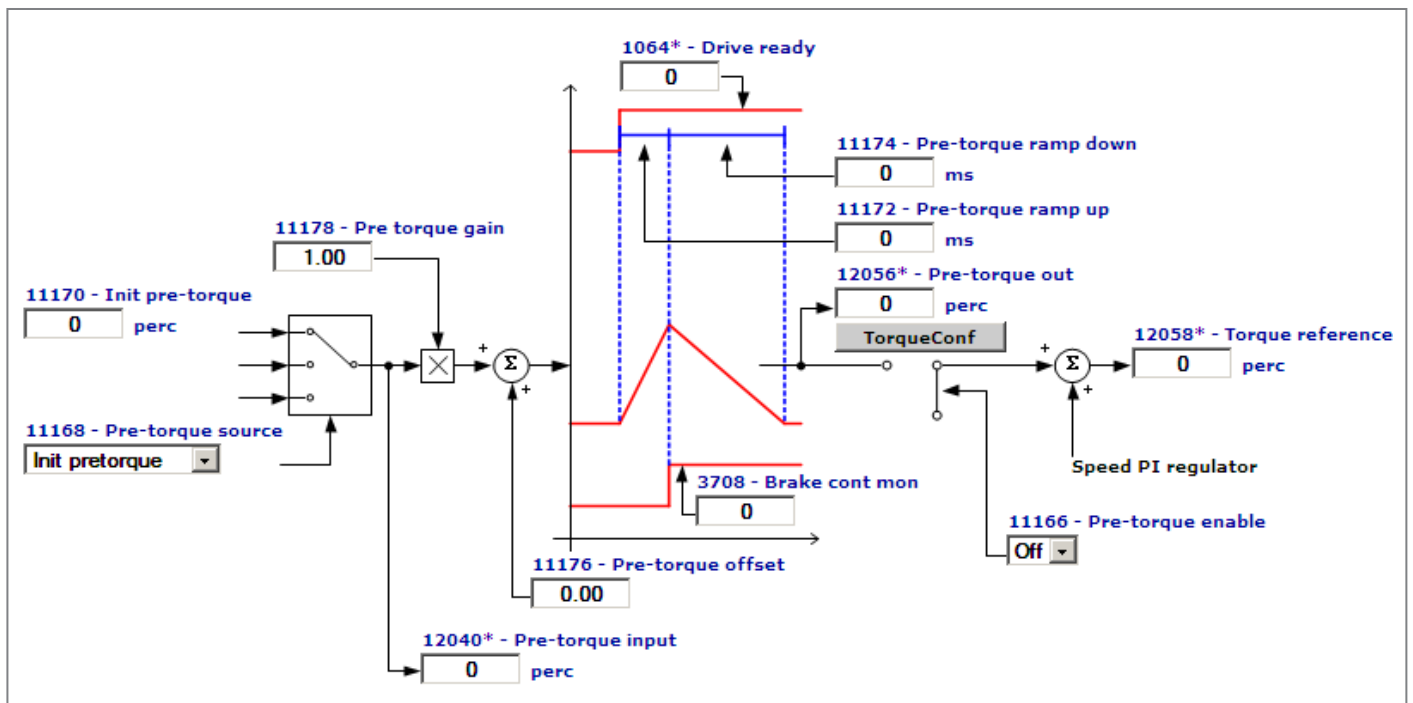 1064* - Drive ready
0
11174 - Pre-torque ramp down
0 ms
11172 - Pre-torque ramp up
0 ms
11178 - Pre torque gain
1.00
12056* - Pre-torque out
0 perc
11170 - Init pre-torque
0 perc
TorqueConf
12058* - Torque reference
0 perc
+
Σ
+
+
Σ
+
11168 - Pre-torque source
Init pretorque
Speed PI regulator
3708 - Brake cont mon
0
11166 - Pre-torque enable
Off
11176 - Pre-torque offset
0.00
12040* - Pre-torque input
0 perc